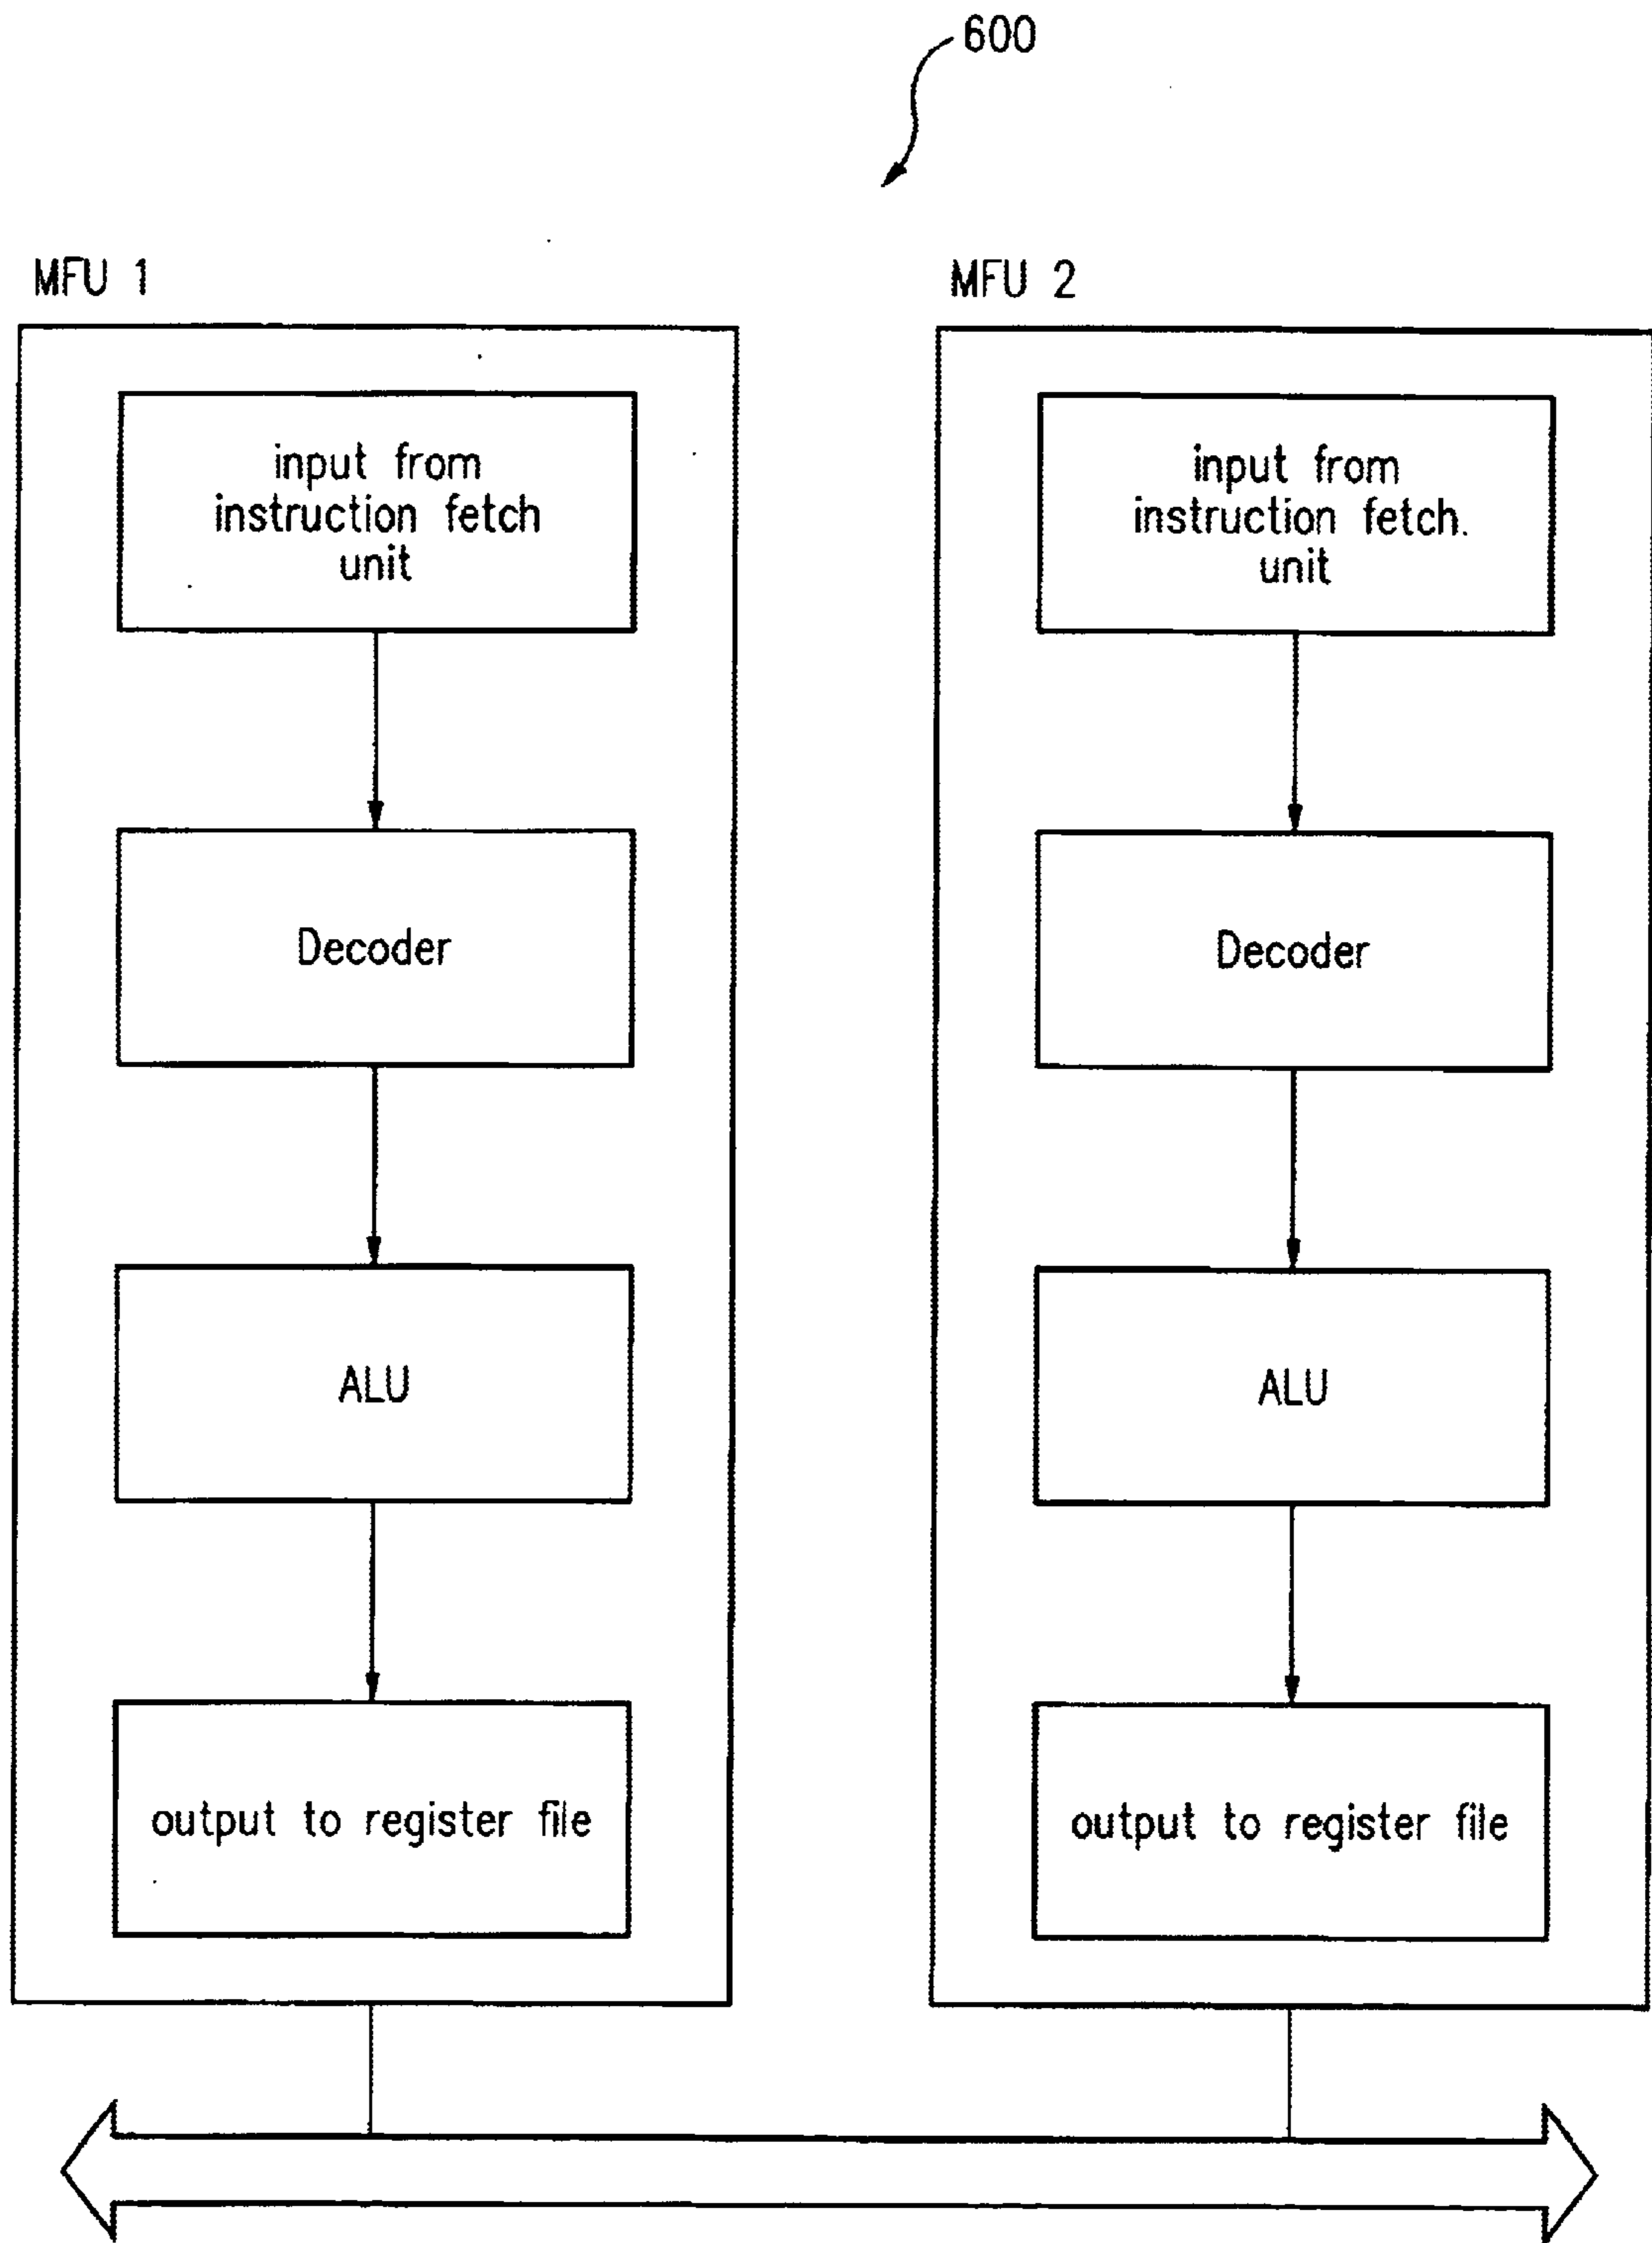 600
MFU 1
input from
instruction fetch
unit
Decoder
ALU
output to register file
MFU 2
input from
instruction fetch.
unit
Decoder
ALU
output to register file